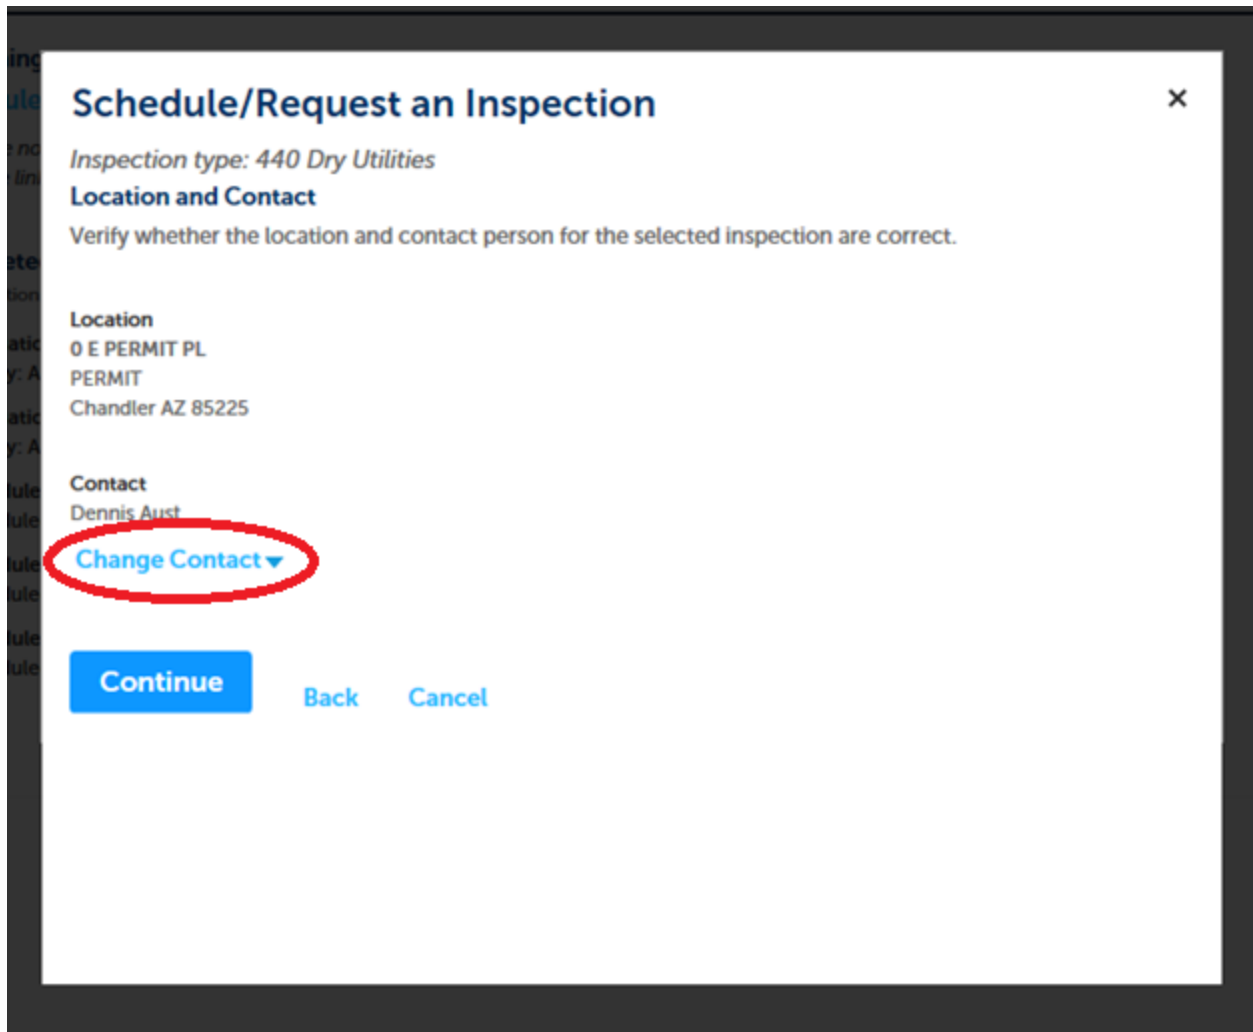 Schedule/Request an Inspection
×
Inspection type: 440 Dry Utilities
Location and Contact
Verify whether the location and contact person for the selected inspection are correct.
Location
0 E PERMIT PL
PERMIT
Chandler AZ 85225
Contact
Dennis Aust
Change Contact
Continue
Back
Cancel